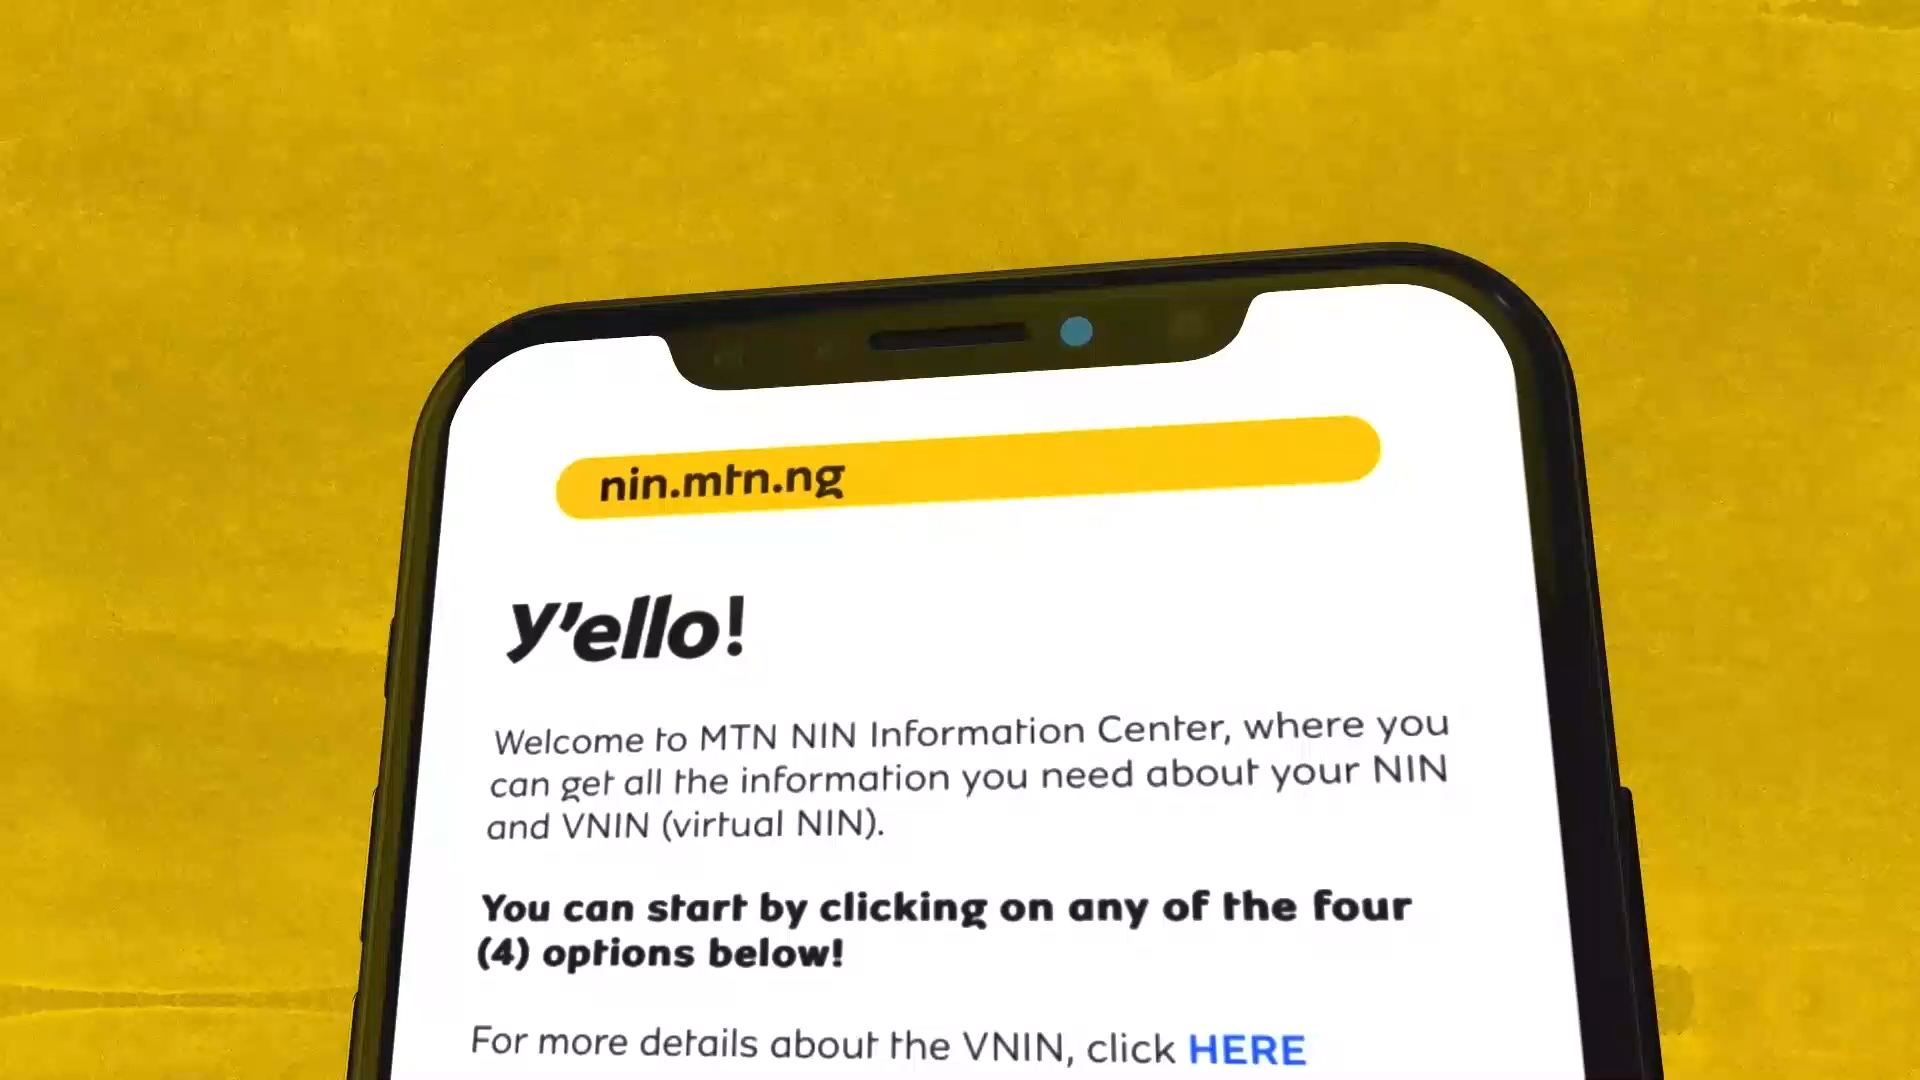 nin.mtn.ng
Y'ello!
Welcome to MTN NIN Information Center, where you
can get all the information you need about your NIN
and VNIN (virtual NIN).
You can start by clicking on any of the four
(4) options below!
For more details about the VNIN, click HERE